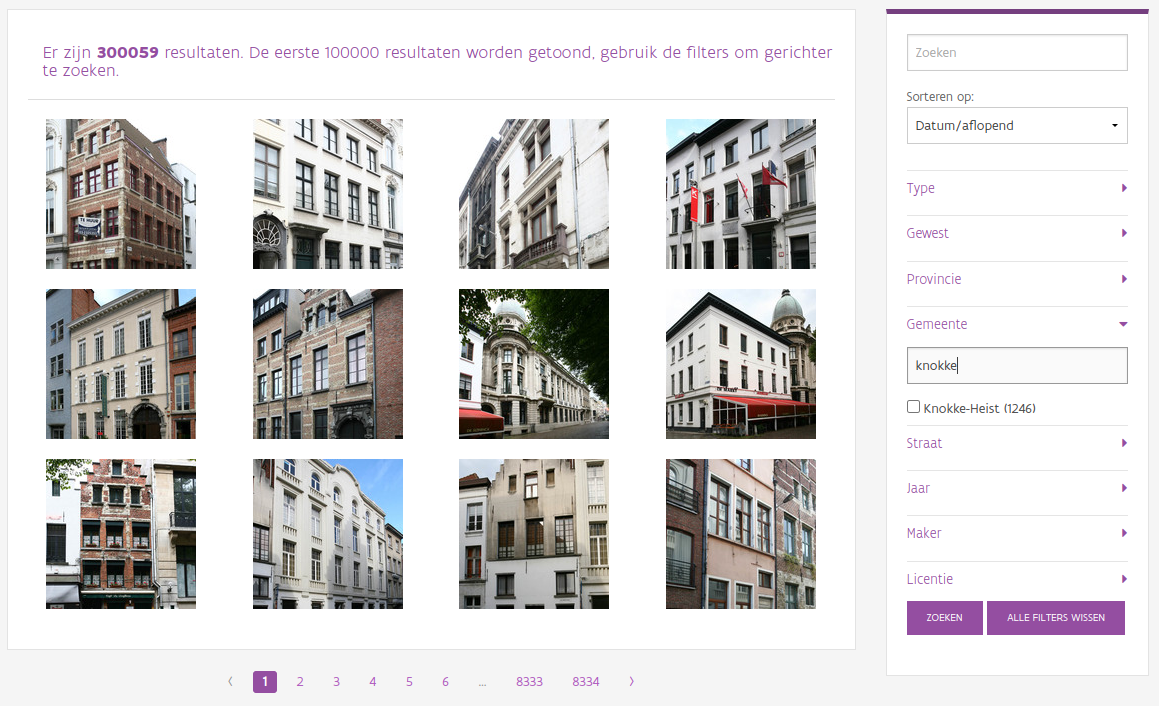 Er zijn 300059 resultaten. De eerste 100000 resultaten worden getoond, gebruik de filters om gerichter
te zoeken.
TE HUUR
‹ 1 2 3 4 5 6 ... 8333 8334 ›
Zoeken
Sorteren op:
Datum/aflopend
Type
Gewest
Provincie
Gemeente
knokke
Knokke-Heist (1246)
Straat
Jaar
Maker
Licentie
ZOEKEN ALLE FILTERS WISSEN